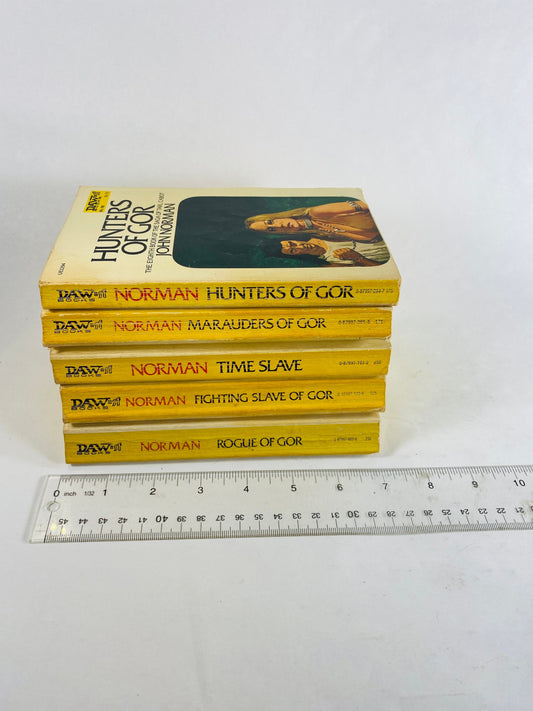 DAW
HUNTERS
OF GOR
THE EIGHTH BOOK OF THE SAGA OF TARL CABOT
JOHN NORMAN
DAW
BOOKS
NORMAN HUNTERS OF GOR
DAW
BOOKS
NORMAN MARAUDERS OF GOR
DAW
BOOKS
NORMAN TIME SLAVE
DAW
BOOKS
NORMAN FIGHTING SLAVE OF GOR
DAW
BOOKS
NORMAN ROGUE OF GOR
0 inch 1/32 1 2 3 4 5 6 7 8 9 10
45 44 43 42 41 40 39 38 37 36 35 34 33 32 31 30 29 28 27 26 25 24 23 22 21